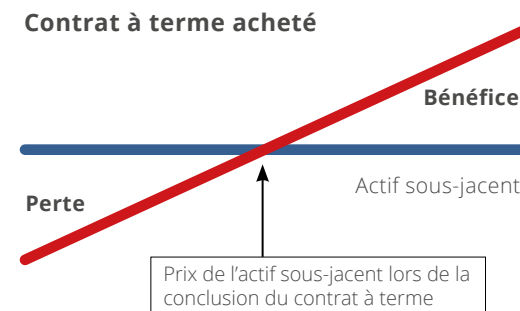 Contrat à terme acheté
Bénéfice
Actif sous-jacent
Perte
Prix de l'actif sous-jacent lors de la
conclusion du contrat à terme